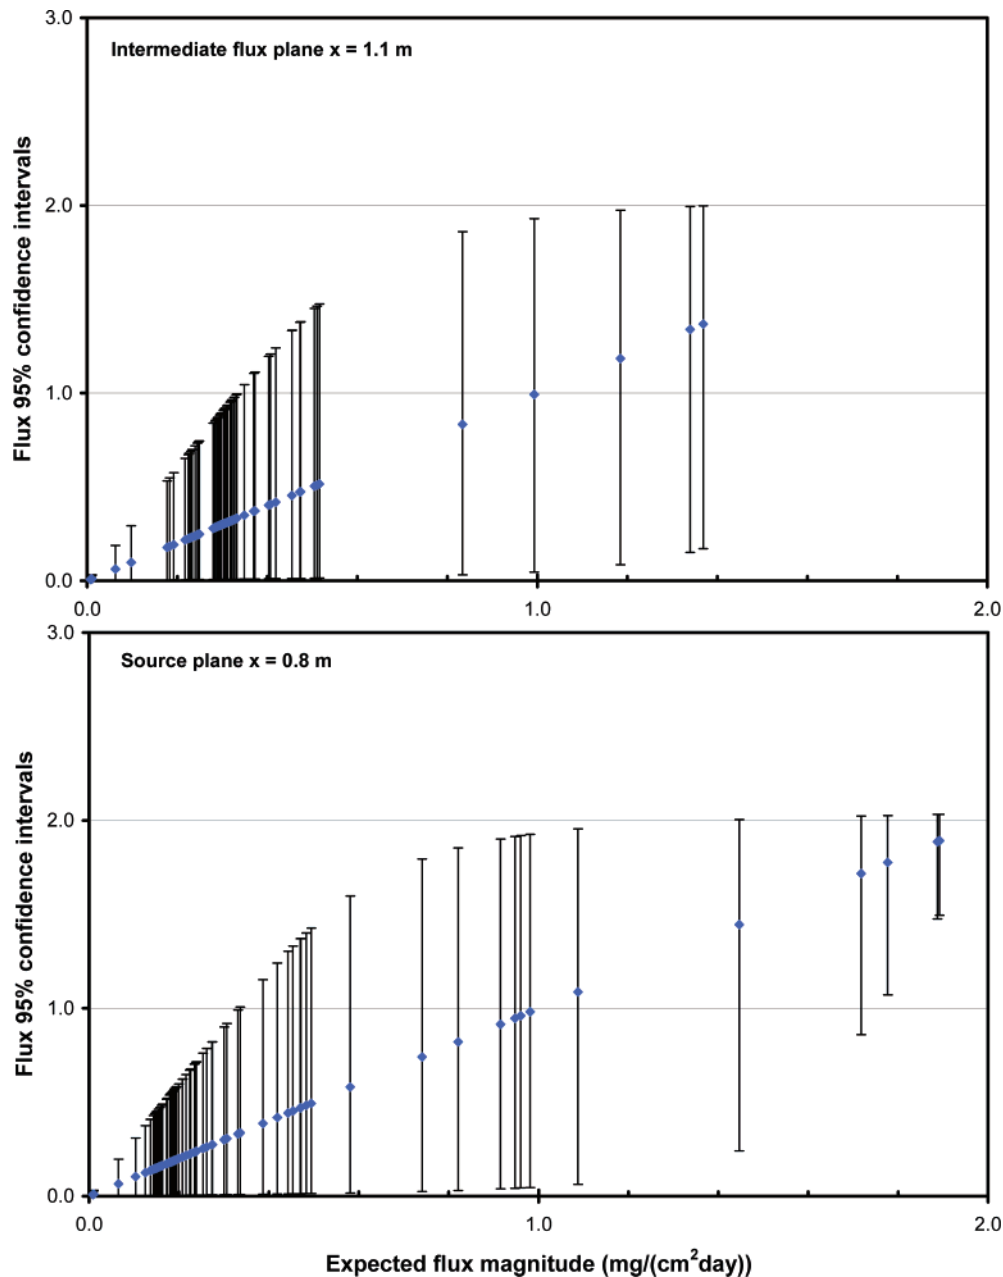 3.0
Intermediate flux plane x = 1.1 m
Flux 95% confidence intervals
2.0
1.0
0.0
0.0 1.0 2.0
3.0
Source plane x = 0.8 m
Flux 95% confidence intervals
2.0
1.0
0.0
0.0 1.0 2.0
Expected flux magnitude (mg/(cm²day))